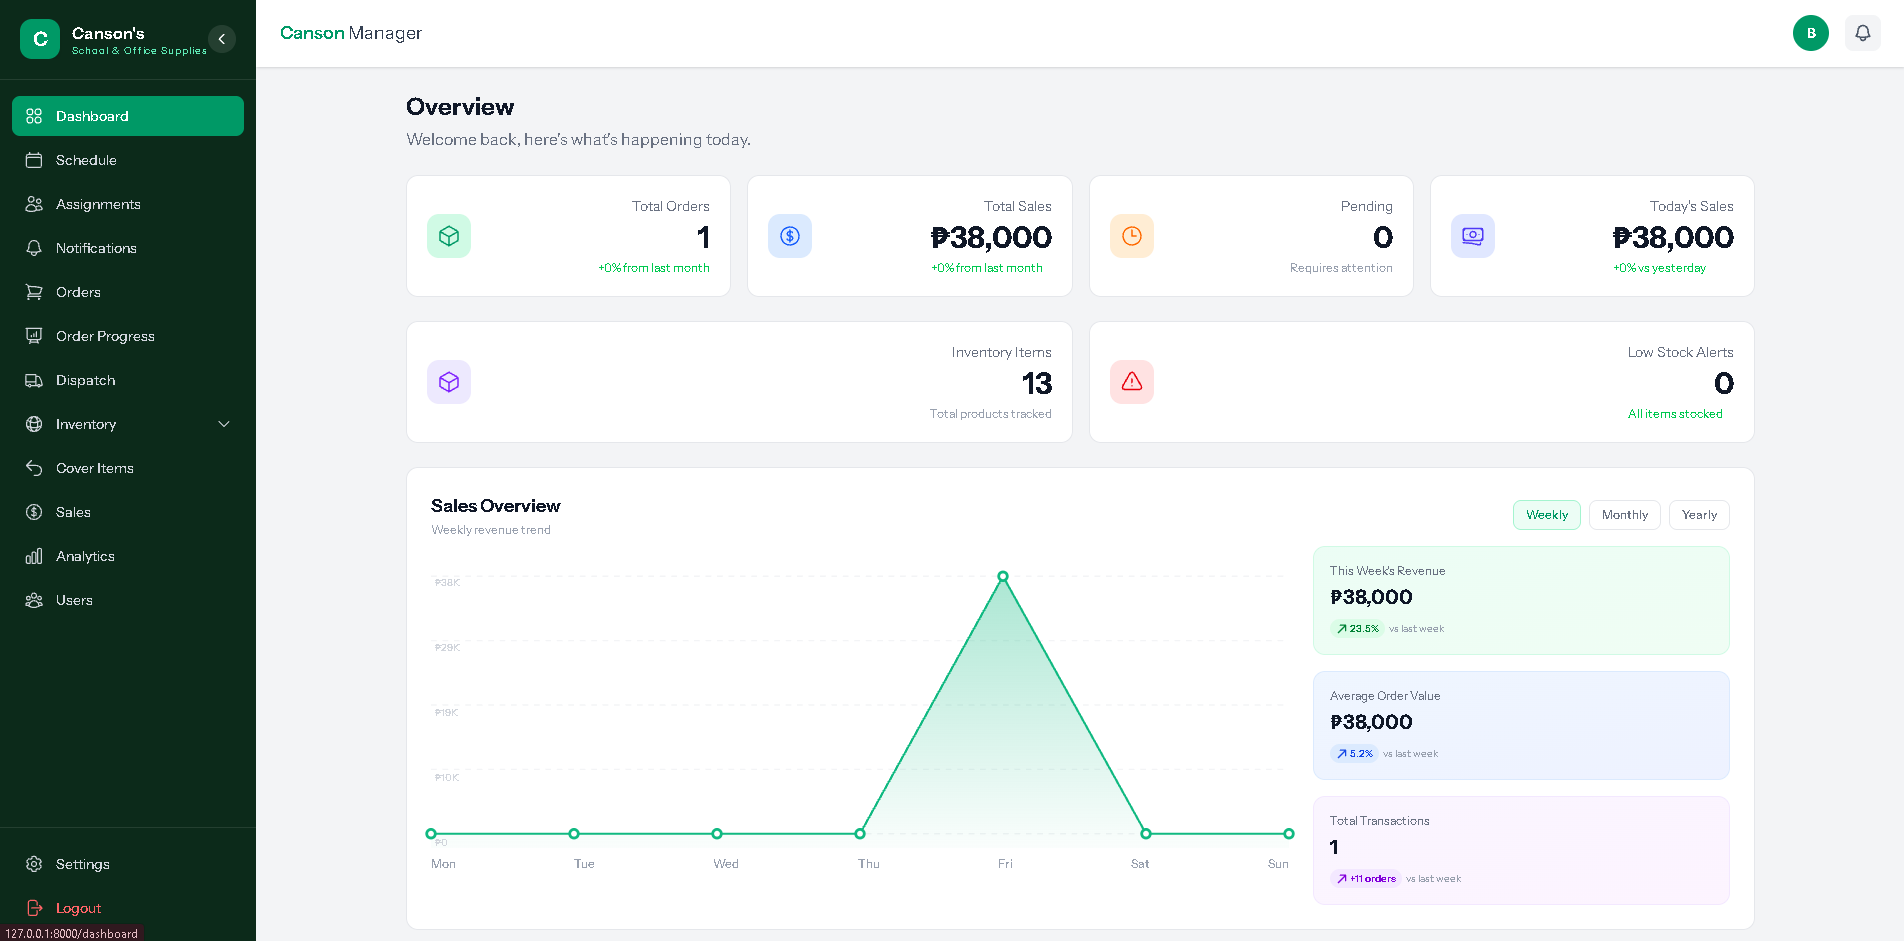 C
Canson's
School & Office Supplies
Dashboard
Schedule
Assignments
Notifications
Orders
Order Progress
Dispatch
Inventory
Cover Items
Sales
Analytics
Users
Settings
Logout
127.0.0.1:8000/dashboard
Canson Manager
B
Overview
Welcome back, here's what's happening today.
Total Orders
1
+0% from last month
Total Sales
₱38,000
+0% from last month
Pending
0
Requires attention
Today's Sales
₱38,000
+0% vs yesterday
Inventory Items
13
Total products tracked
Low Stock Alerts
0
All items stocked
Sales Overview
Weekly revenue trend
Weekly
Monthly
Yearly
₱38K
₱29K
₱19K
₱10K
₱0
Mon
Tue
Wed
Thu
Fri
Sat
Sun
This Week's Revenue
₱38,000
23.5% vs last week
Average Order Value
₱38,000
5.2% vs last week
Total Transactions
1
+11 orders vs last week